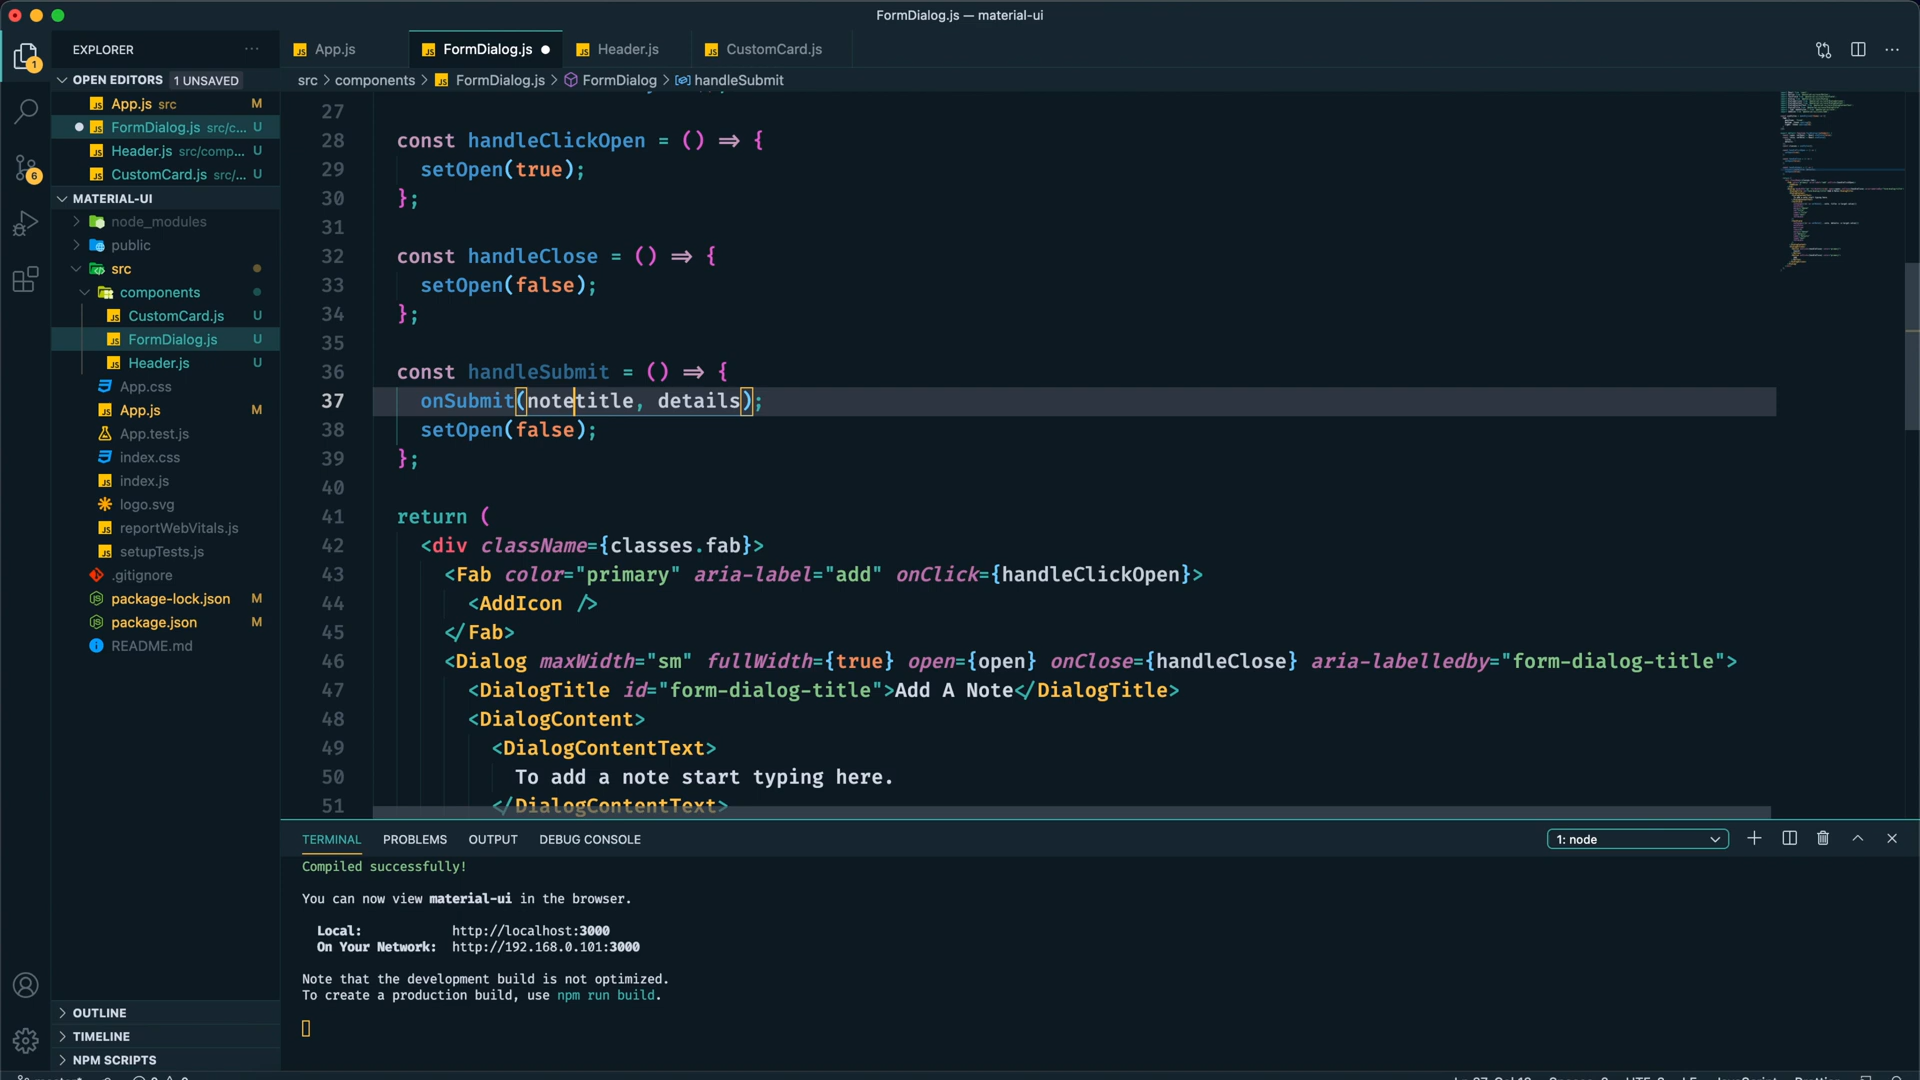 FormDialog.js — material-ui
EXPLORER
App.js
FormDialog.js
Header.js
CustomCard.js
OPEN EDITORS 1 UNSAVED
src > components > FormDialog.js > FormDialog > handleSubmit
App.js src M
FormDialog.js src/c... U
Header.js src/comp... U
CustomCard.js src/... U
MATERIAL-UI
node_modules
public
src
components
CustomCard.js U
FormDialog.js U
Header.js U
App.css
App.js M
App.test.js
index.css
index.js
logo.svg
reportWebVitals.js
setupTests.js
.gitignore
package-lock.json M
package.json M
README.md
OUTLINE
TIMELINE
NPM SCRIPTS
1
6
27
28 const handleClickOpen = () => {
29 setOpen(true);
30 };
31
32 const handleClose = () => {
33 setOpen(false);
34 };
35
36 const handleSubmit = () => {
37 onSubmit(notetitle, details);
38 setOpen(false);
39 };
40
41 return (
42 <div className={classes.fab}>
43 <Fab color="primary" aria-label="add" onClick={handleClickOpen}>
44 <AddIcon />
45 </Fab>
46 <Dialog maxWidth="sm" fullWidth={true} open={open} onClose={handleClose} aria-labelledby="form-dialog-title">
47 <DialogTitle id="form-dialog-title">Add A Note</DialogTitle>
48 <DialogContent>
49 <DialogContentText>
50 To add a note start typing here.
51 </DialogContentText>
TERMINAL PROBLEMS OUTPUT DEBUG CONSOLE
1: node
Compiled successfully!
You can now view material-ui in the browser.
Local: http://localhost:3000
On Your Network: http://192.168.0.101:3000
Note that the development build is not optimized.
To create a production build, use npm run build.